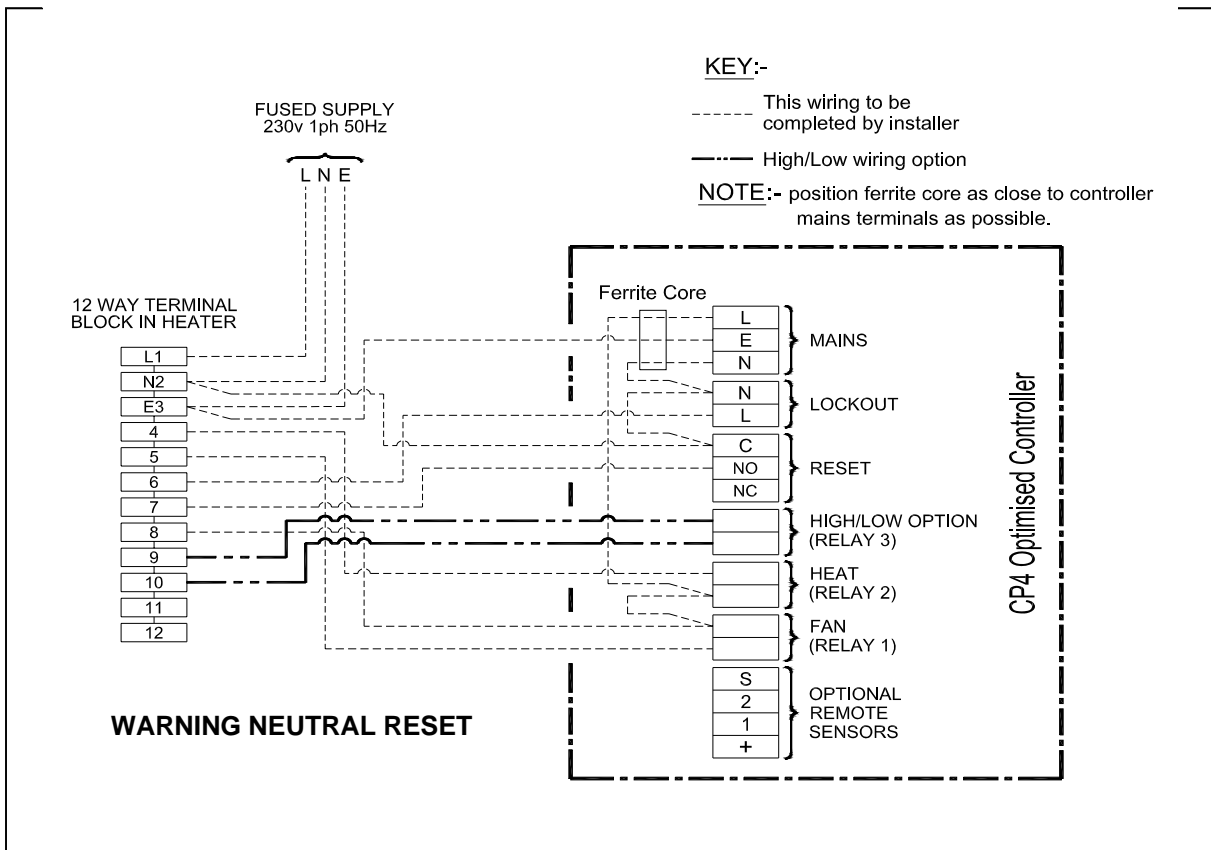 KEY:-
This wiring to be
completed by installer
High/Low wiring option
NOTE:- position ferrite core as close to controller
mains terminals as possible.
FUSED SUPPLY
230v 1ph 50Hz
L N E
12 WAY TERMINAL
BLOCK IN HEATER
L1
N2
E3
4
5
6
7
8
9
10
11
12
WARNING NEUTRAL RESET
Ferrite Core
L
E
N
MAINS
N
L
LOCKOUT
C
NO
NC
RESET
HIGH/LOW OPTION
(RELAY 3)
HEAT
(RELAY 2)
FAN
(RELAY 1)
S
2
1
+
OPTIONAL
REMOTE
SENSORS
CP4 Optimised Controller